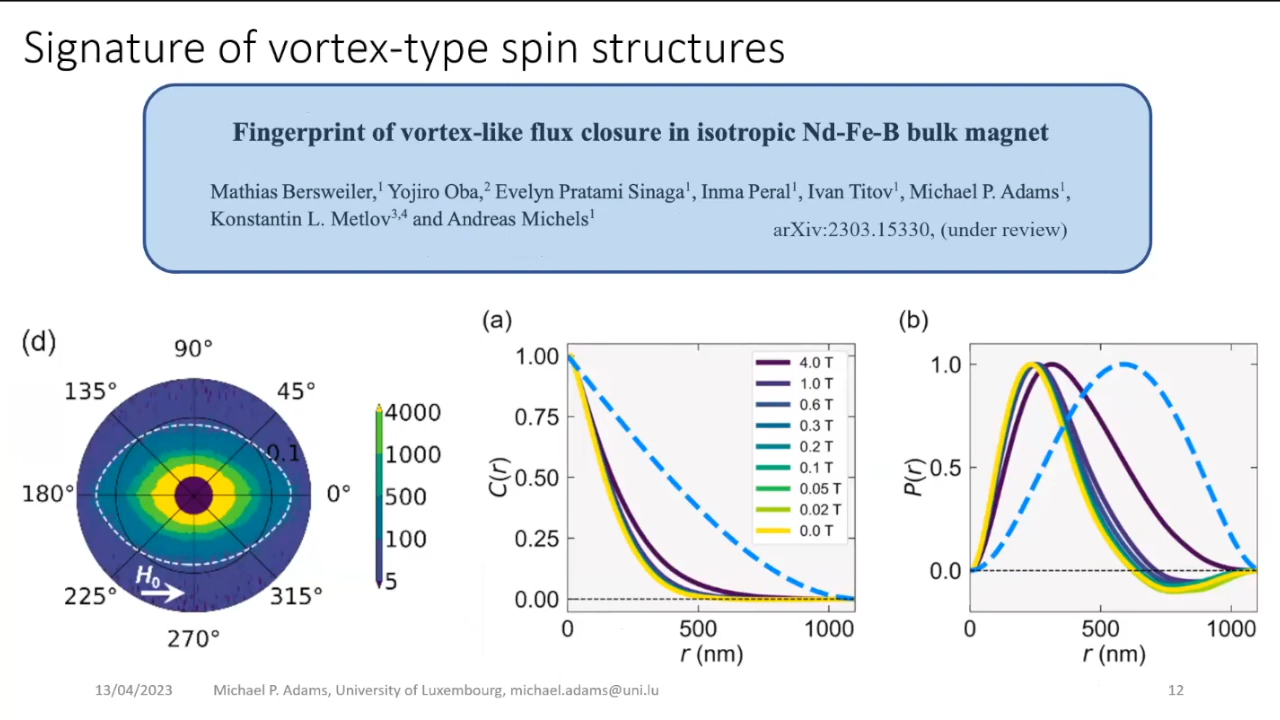 Signature of vortex-type spin structures
Fingerprint of vortex-like flux closure in isotropic Nd-Fe-B bulk magnet
Mathias Bersweiler,¹ Yojiro Oba,² Evelyn Pratami Sinaga¹, Inma Peral¹, Ivan Titov¹, Michael P. Adams¹,
Konstantin L. Metlov³,⁴ and Andreas Michels¹
arXiv:2303.15330, (under review)
(d)
90°
135°
45°
0.1
180°
0°
H₀
225°
315°
270°
4000
1000
500
100
5
(a)
1.00
0.75
0.50
0.25
0.00
C(r)
4.0 T
1.0 T
0.6 T
0.3 T
0.2 T
0.1 T
0.05 T
0.02 T
0.0 T
0
500
1000
r (nm)
(b)
1.0
0.5
0.0
P(r)
0
500
1000
r (nm)
13/04/2023
Michael P. Adams, University of Luxembourg, michael.adams@uni.lu
12